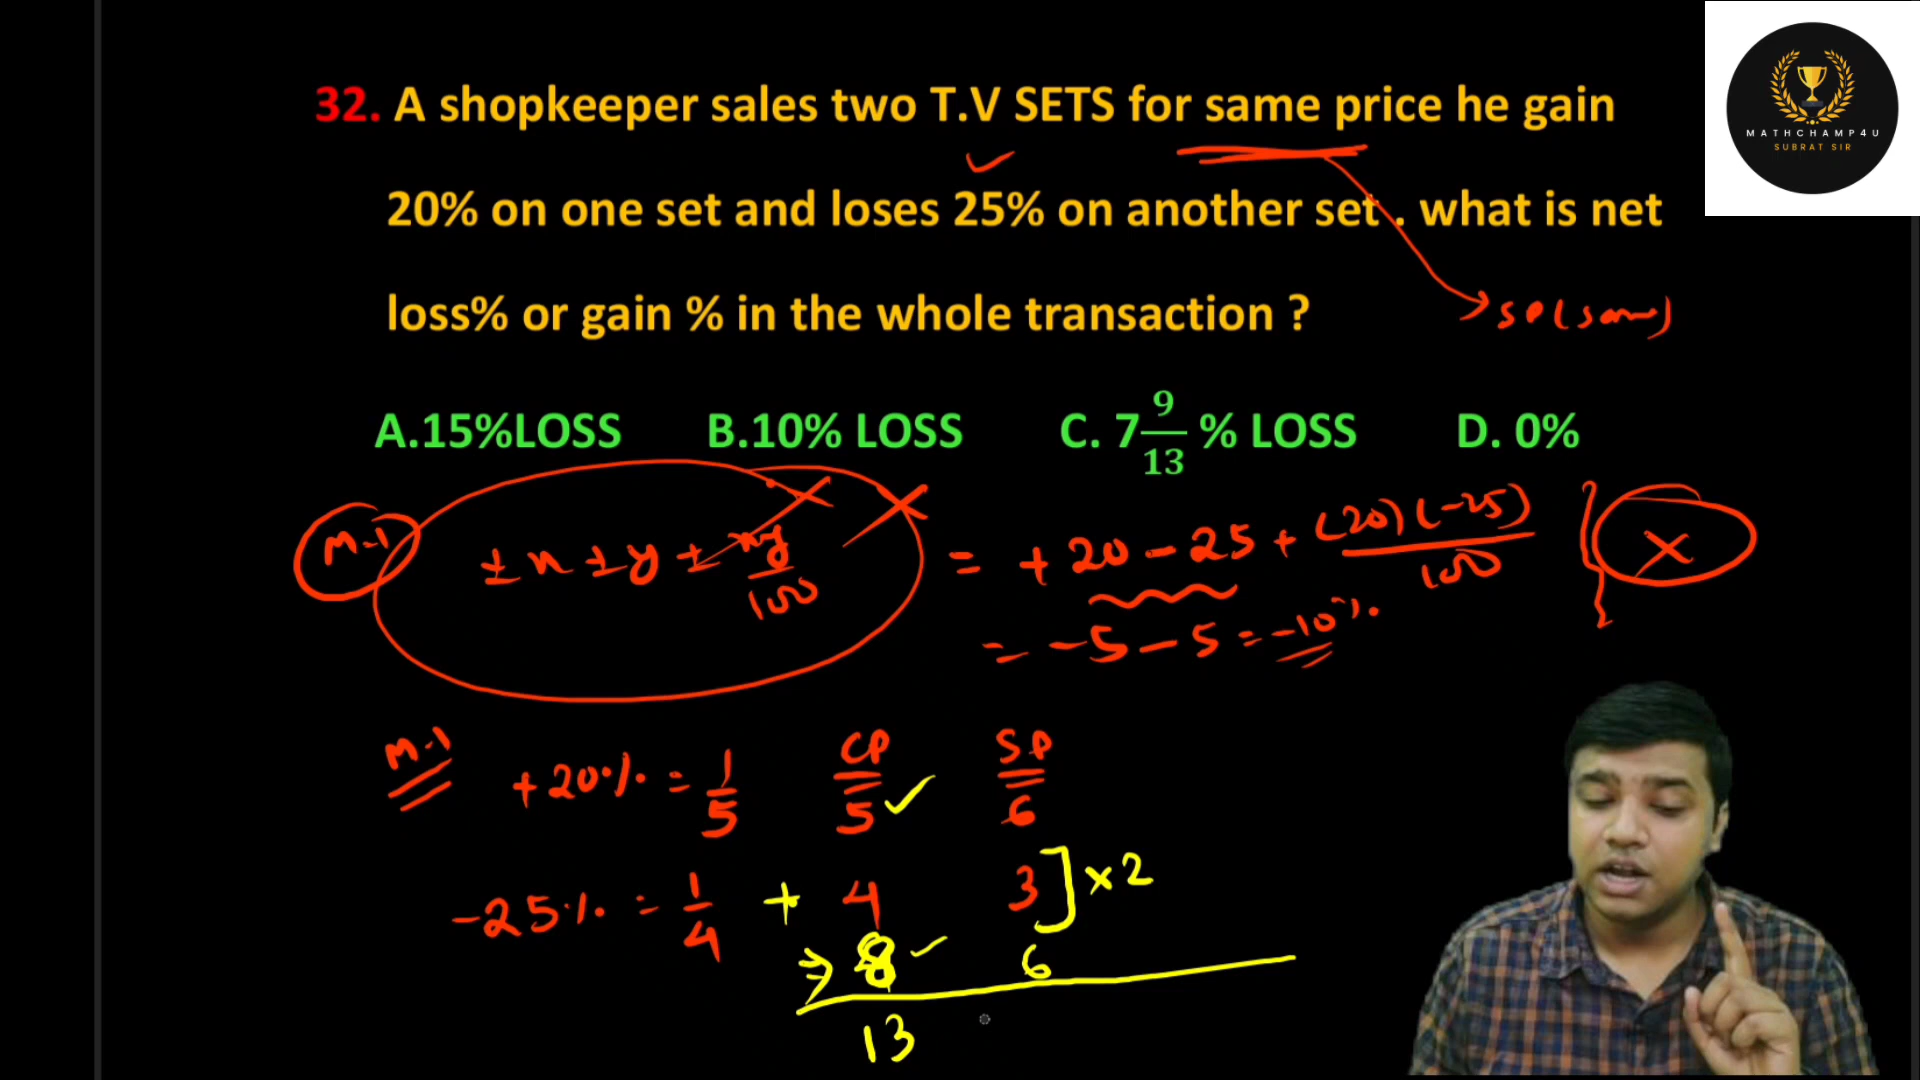 MATHCHAMP4U
SUBRAT SIR
32. A shopkeeper sales two T.V SETS for same price he gain
20% on one set and loses 25% on another set . what is net
loss% or gain % in the whole transaction ?
SP(same)
A.15%LOSS B.10% LOSS C. 7 9/13 % LOSS D. 0%
M-1 ±x ±y ± xy/100 = +20 -25 + (20)(-25)/100 } X
= -5 -5 = -10%
M-1 +20% = 1/5 CP 5 ✓ SP 6
-25% = 1/4 + 4 3 ] ×2
8 6
13